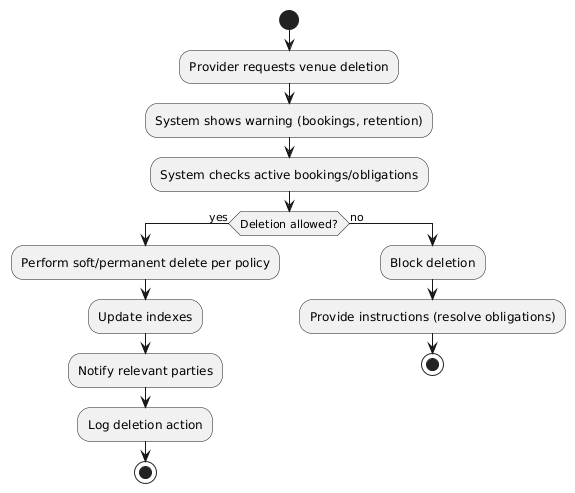 Provider requests venue deletion
System shows warning (bookings, retention)
System checks active bookings/obligations
yes
Deletion allowed?
no
Perform soft/permanent delete per policy
Update indexes
Notify relevant parties
Log deletion action
Block deletion
Provide instructions (resolve obligations)